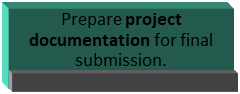 Prepare project
documentation for final
submission.